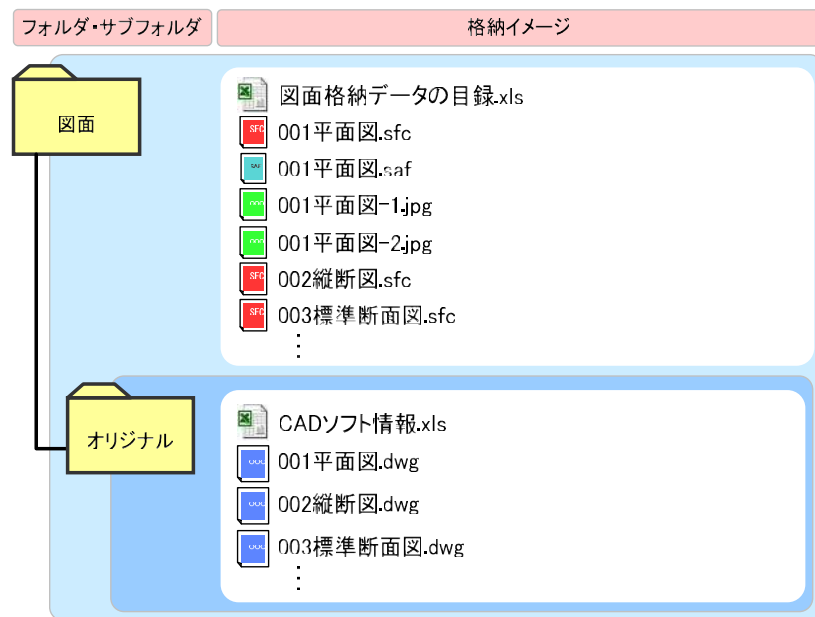 フォルダ・サブフォルダ
格納イメージ
図面
図面格納データの目録.xls
SFC 001平面図.sfc
SAF 001平面図.saf
001平面図-1.jpg
001平面図-2.jpg
SFC 002縦断図.sfc
SFC 003標準断面図.sfc
⋮
オリジナル
CADソフト情報.xls
001平面図.dwg
002縦断図.dwg
003標準断面図.dwg
⋮